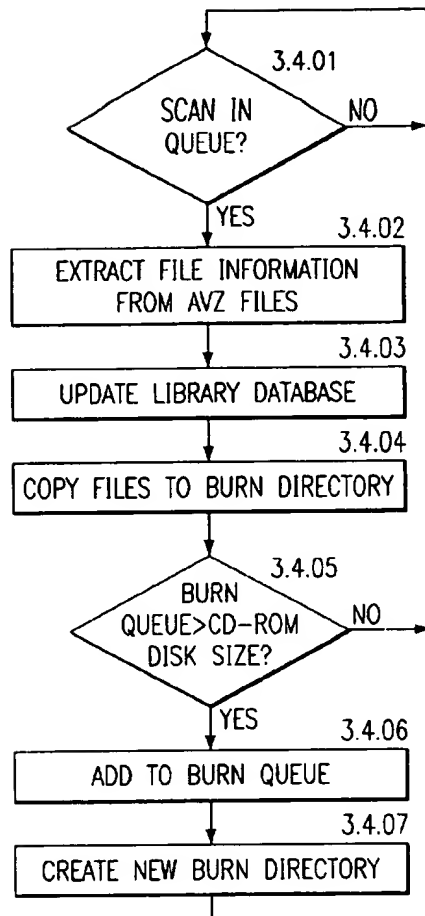 3.4.01
SCAN IN
QUEUE?
NO
YES
3.4.02
EXTRACT FILE INFORMATION
FROM AVZ FILES
3.4.03
UPDATE LIBRARY DATABASE
3.4.04
COPY FILES TO BURN DIRECTORY
3.4.05
BURN
QUEUE>CD-ROM
DISK SIZE?
NO
YES
3.4.06
ADD TO BURN QUEUE
3.4.07
CREATE NEW BURN DIRECTORY